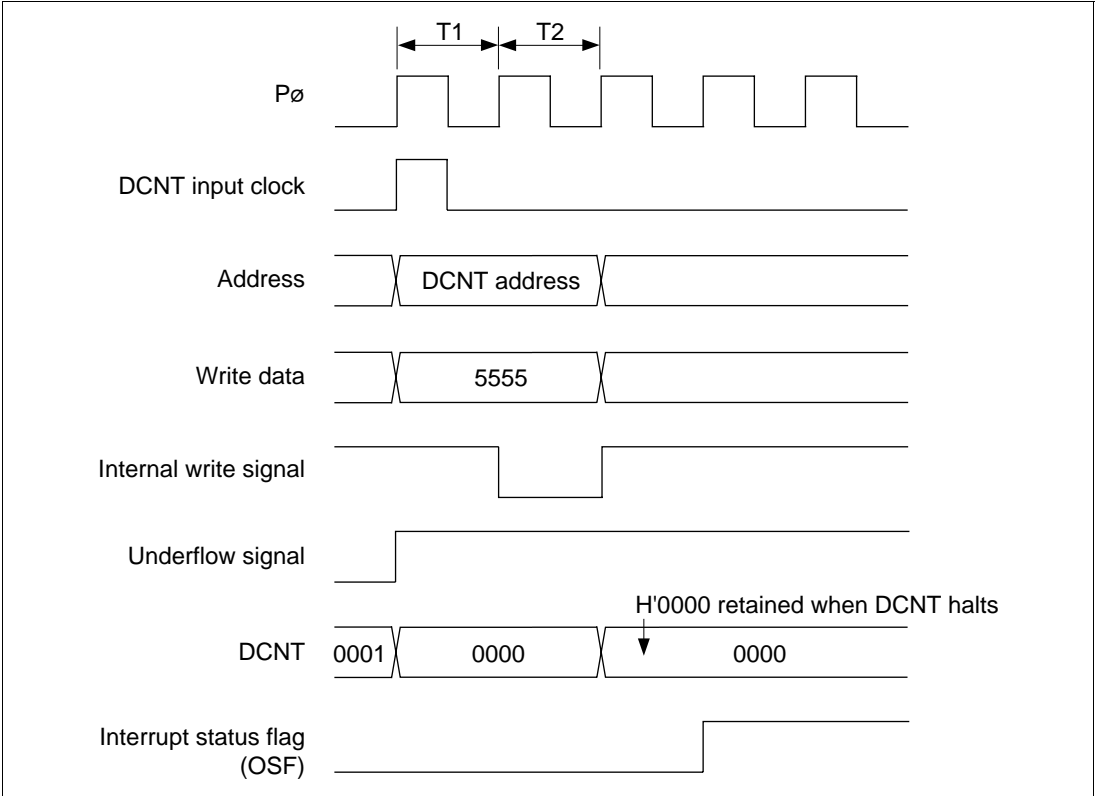 T1 T2
Pø
DCNT input clock
Address DCNT address
Write data 5555
Internal write signal
Underflow signal
H'0000 retained when DCNT halts
DCNT 0001 0000 0000
Interrupt status flag
(OSF)